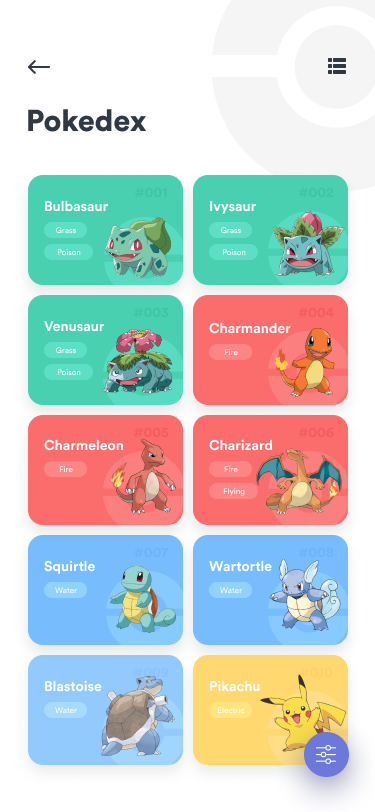 Pokedex
#001
Bulbasaur
Grass
Poison
#002
Ivysaur
Grass
Poison
#003
Venusaur
Grass
Poison
#004
Charmander
Fire
#005
Charmeleon
Fire
#006
Charizard
Fire
Flying
#007
Squirtle
Water
#008
Wartortle
Water
#009
Blastoise
Water
#010
Pikachu
Electric